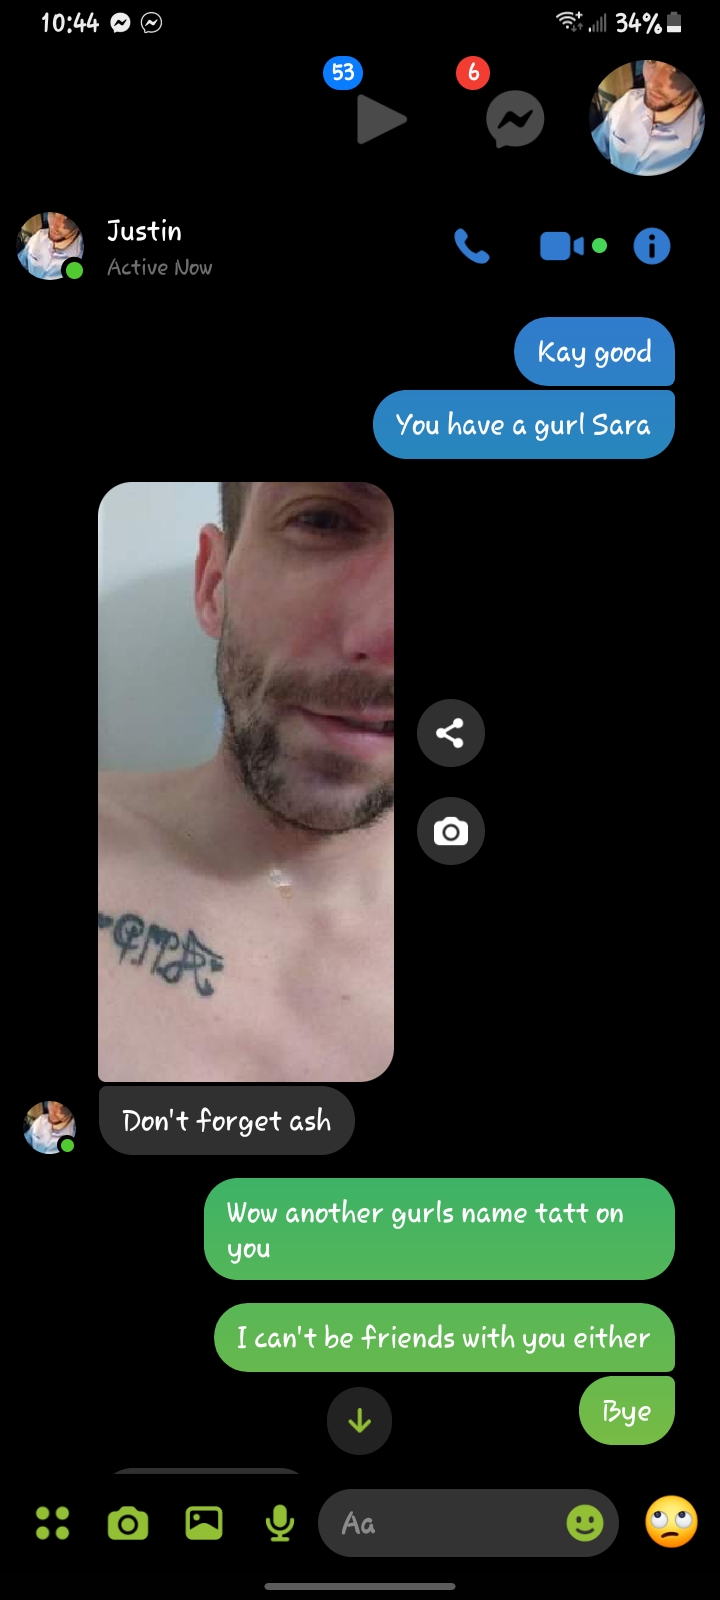 10:44
34%
53
6
Justin
Active Now
Kay good
You have a gurl Sara
Don't forget ash
Wow another gurls name tatt on
you
I can't be friends with you either
Bye
Aa